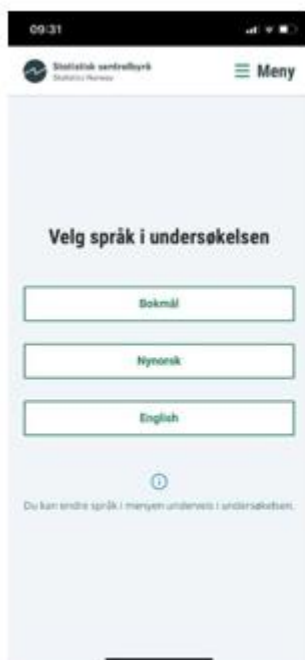 09:31
Statistisk sentralbyrå
Statistics Norway
Meny
Velg språk i undersøkelsen
Bokmål
Nynorsk
English
Du kan endre språk i menyen underveis i undersøkelsen.